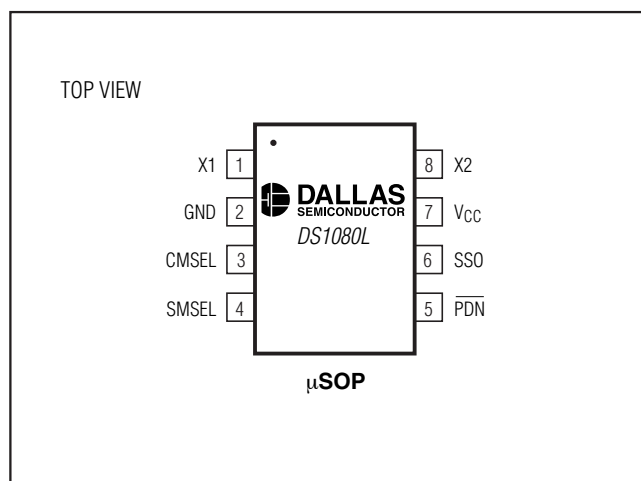 TOP VIEW
X1 1 8 X2
DALLAS
SEMICONDUCTOR
GND 2 7 VCC
DS1080L
CMSEL 3 6 SSO
SMSEL 4 5 PDN
μSOP